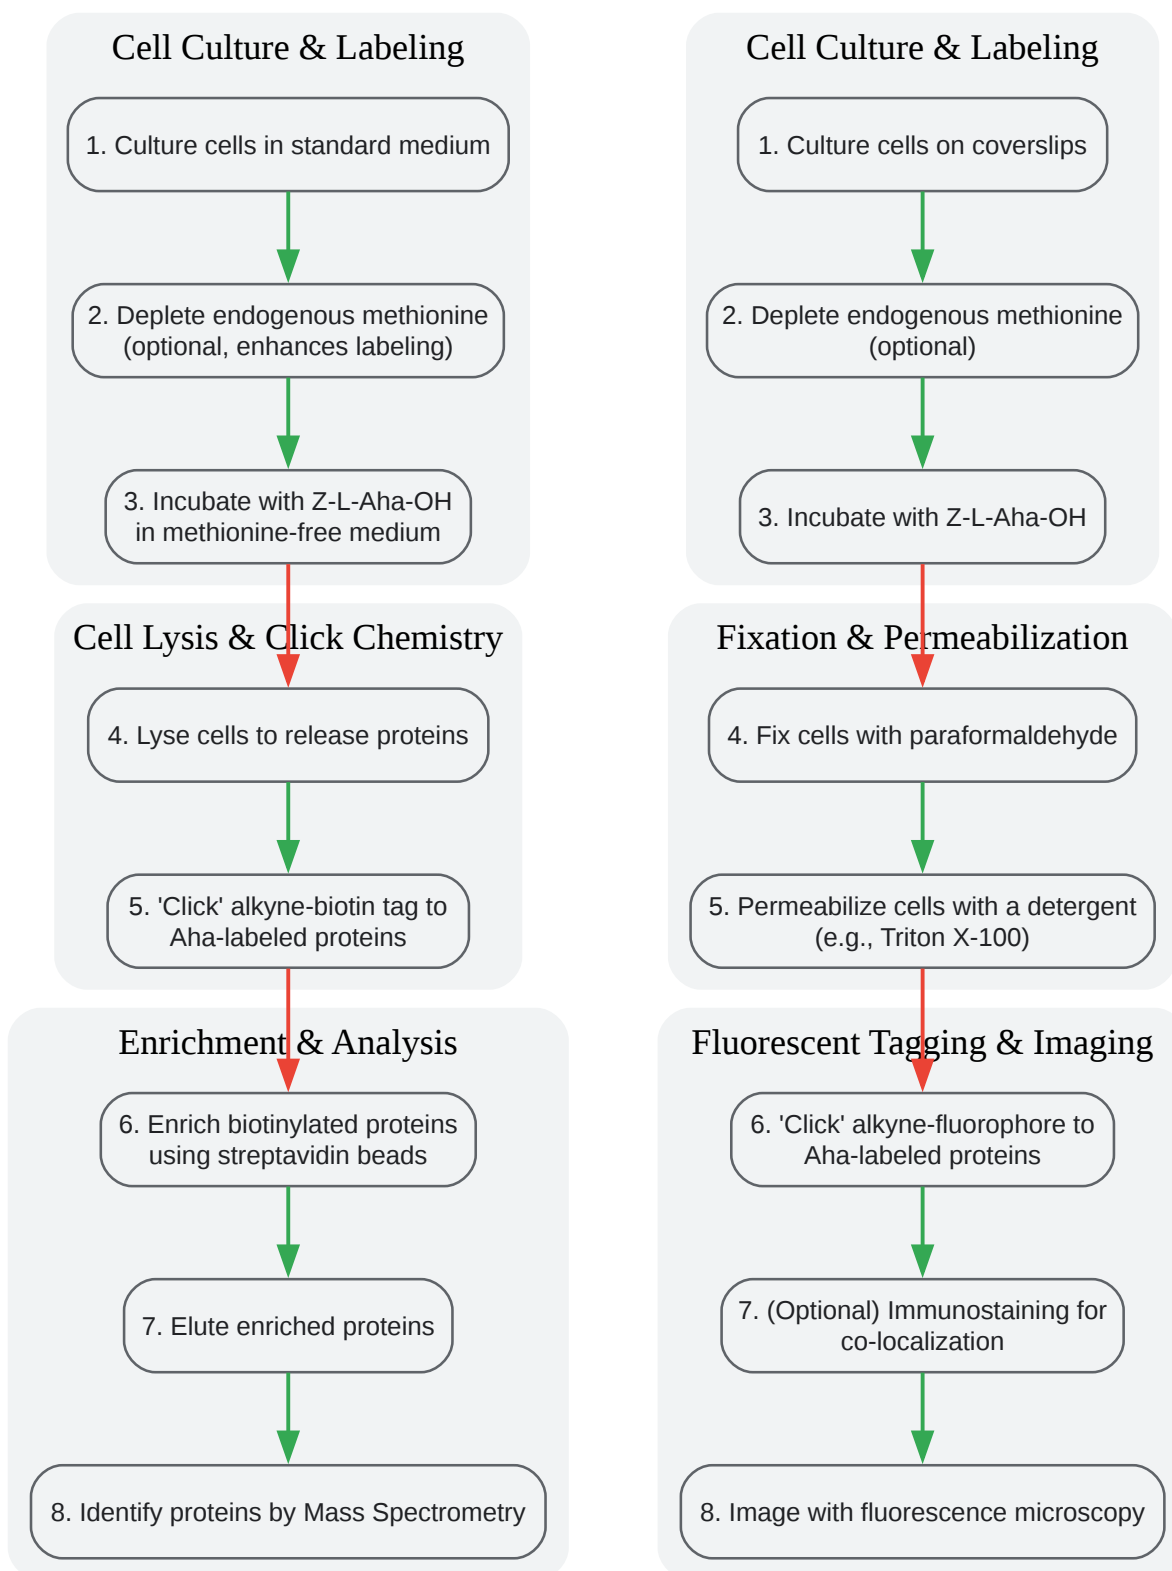 Cell Culture & Labeling
1. Culture cells in standard medium
2. Deplete endogenous methionine
(optional, enhances labeling)
3. Incubate with Z-L-Aha-OH
in methionine-free medium
Cell Lysis & Click Chemistry
4. Lyse cells to release proteins
5. 'Click' alkyne-biotin tag to
Aha-labeled proteins
Enrichment & Analysis
6. Enrich biotinylated proteins
using streptavidin beads
7. Elute enriched proteins
8. Identify proteins by Mass Spectrometry
Cell Culture & Labeling
1. Culture cells on coverslips
2. Deplete endogenous methionine
(optional)
3. Incubate with Z-L-Aha-OH
Fixation & Permeabilization
4. Fix cells with paraformaldehyde
5. Permeabilize cells with a detergent
(e.g., Triton X-100)
Fluorescent Tagging & Imaging
6. 'Click' alkyne-fluorophore to
Aha-labeled proteins
7. (Optional) Immunostaining for
co-localization
8. Image with fluorescence microscopy